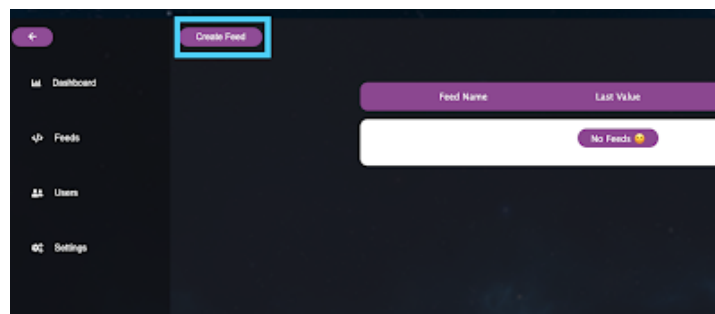 Create Feed
Dashboard
Feeds
Users
Settings
Feed Name Last Value
No Feeds 😊